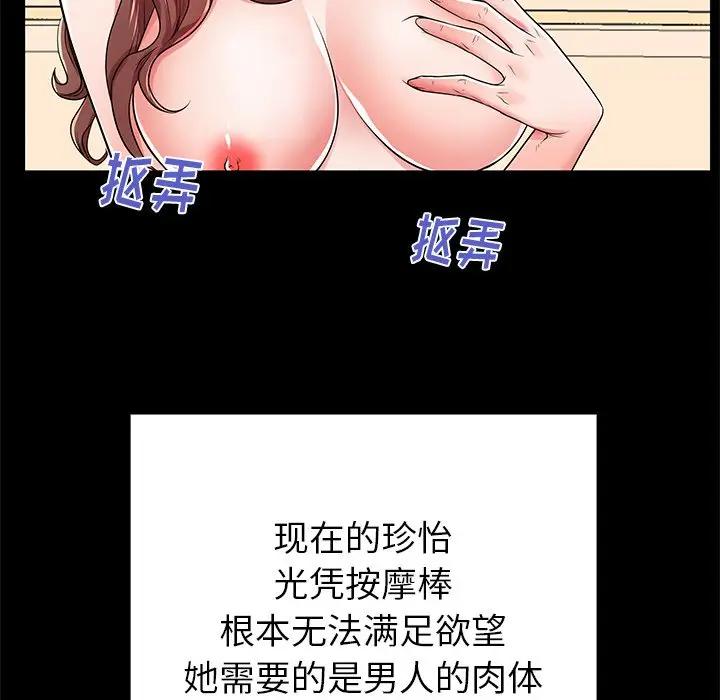 抠弄
抠弄
现在的珍怡
光凭按摩棒
根本无法满足欲望
她需要的是男人的肉体